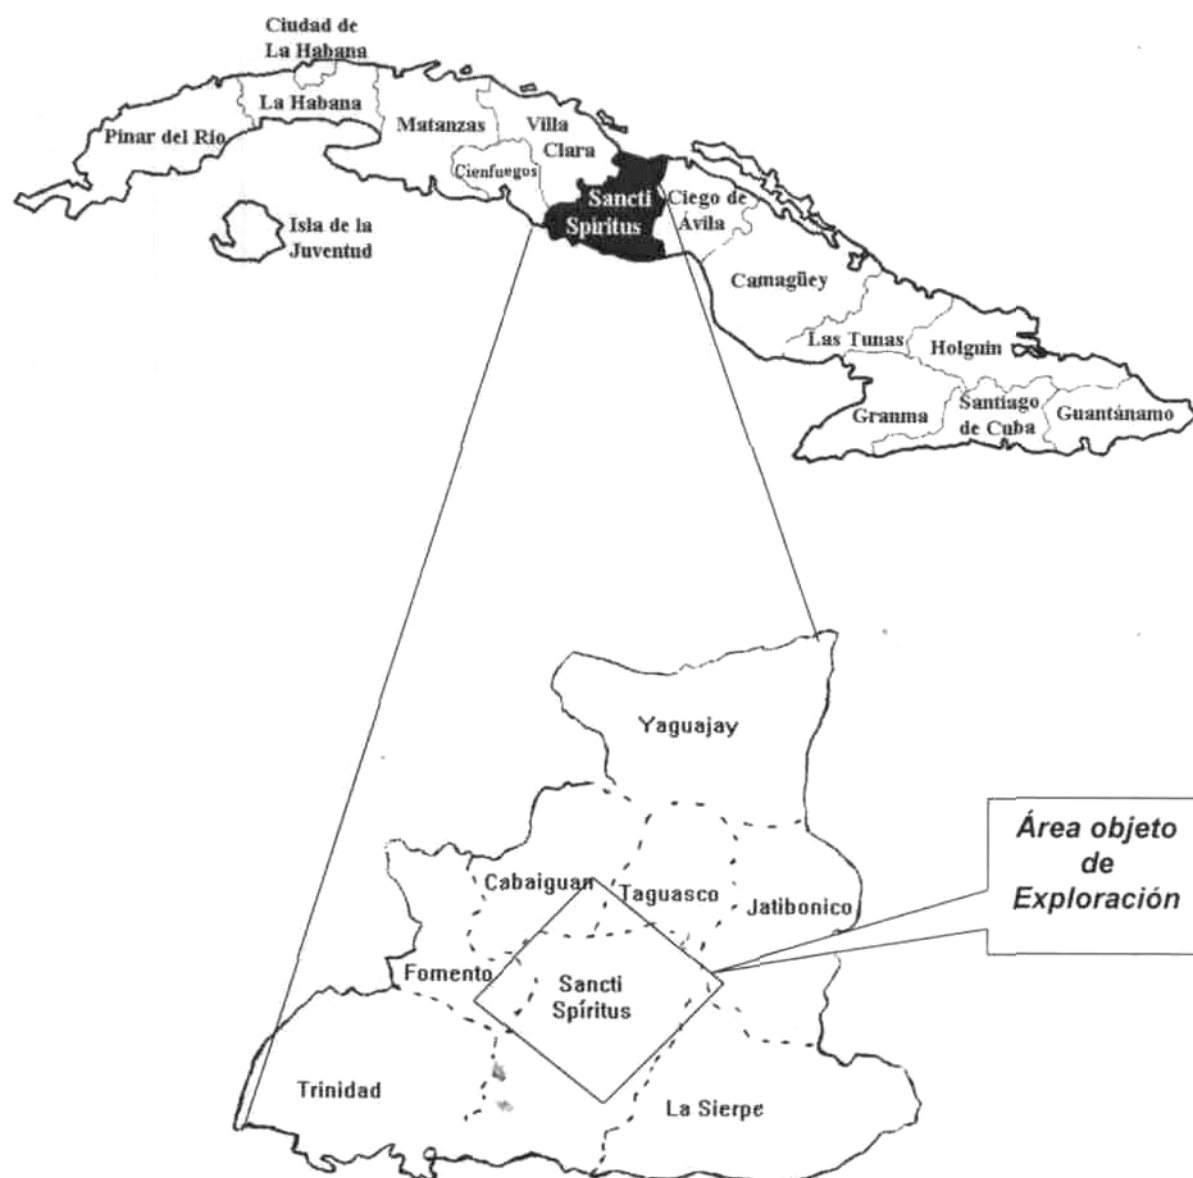 Ciudad de
La Habana
La Habana
Pinar del Río
Matanzas
Villa
Clara
Cienfuegos
Sancti
Spíritus
Ciego de
Ávila
Isla de la
Juventud
Camagüey
Las Tunas
Holguin
Granma
Santiago
de Cuba
Guantánamo
Yaguajay
Área objeto
de
Exploración
Cabaiguan
Taguasco
Jatibonico
Fomento
Sancti
Spíritus
Trinidad
La Sierpe